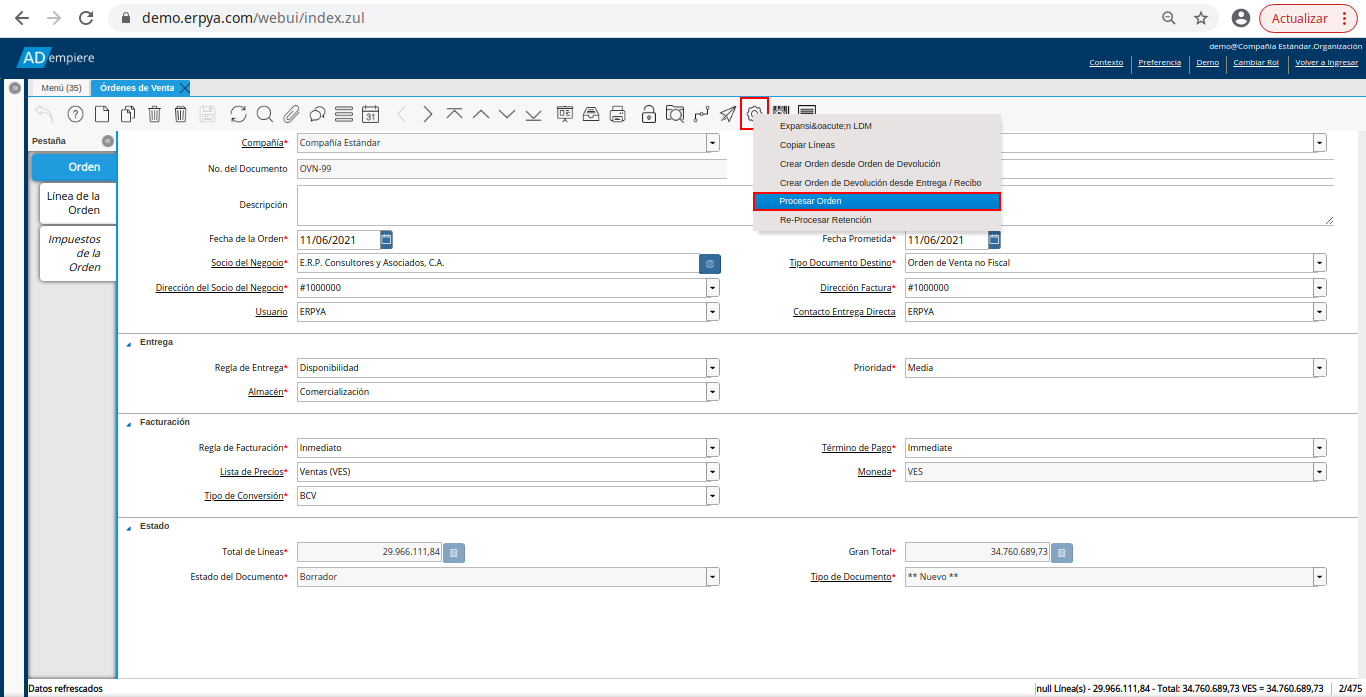 demo.erpya.com/webui/index.zul
Actualizar
ADempiere
demo@Compañía Estándar.Organización
Contexto Preferencia Demo Cambiar Rol Volver a Ingresar
Menú (35) Órdenes de Venta
31
Pestaña
Orden
Línea de la
Orden
Impuestos
de la
Orden
Expansi&oacute;n LDM
Copiar Líneas
Crear Orden desde Orden de Devolución
Crear Orden de Devolución desde Entrega / Recibo
Procesar Orden
Re-Procesar Retención
Compañía* Compañía Estándar
No. del Documento OVN-99
Descripción
Fecha de la Orden* 11/06/2021 Fecha Prometida* 11/06/2021
Socio del Negocio* E.R.P. Consultores y Asociados, C.A. Tipo Documento Destino* Orden de Venta no Fiscal
Dirección del Socio del Negocio* #1000000 Dirección Factura* #1000000
Usuario ERPYA Contacto Entrega Directa ERPYA
Entrega
Regla de Entrega* Disponibilidad Prioridad* Media
Almacén* Comercialización
Facturación
Regla de Facturación* Inmediato Término de Pago* Immediate
Lista de Precios* Ventas (VES) Moneda* VES
Tipo de Conversión* BCV
Estado
Total de Líneas* 29.966.111,84 Gran Total* 34.760.689,73
Estado del Documento* Borrador Tipo de Documento* ** Nuevo **
Datos refrescados null Línea(s) - 29.966.111,84 - Total: 34.760.689,73 VES = 34.760.689,73 2/475